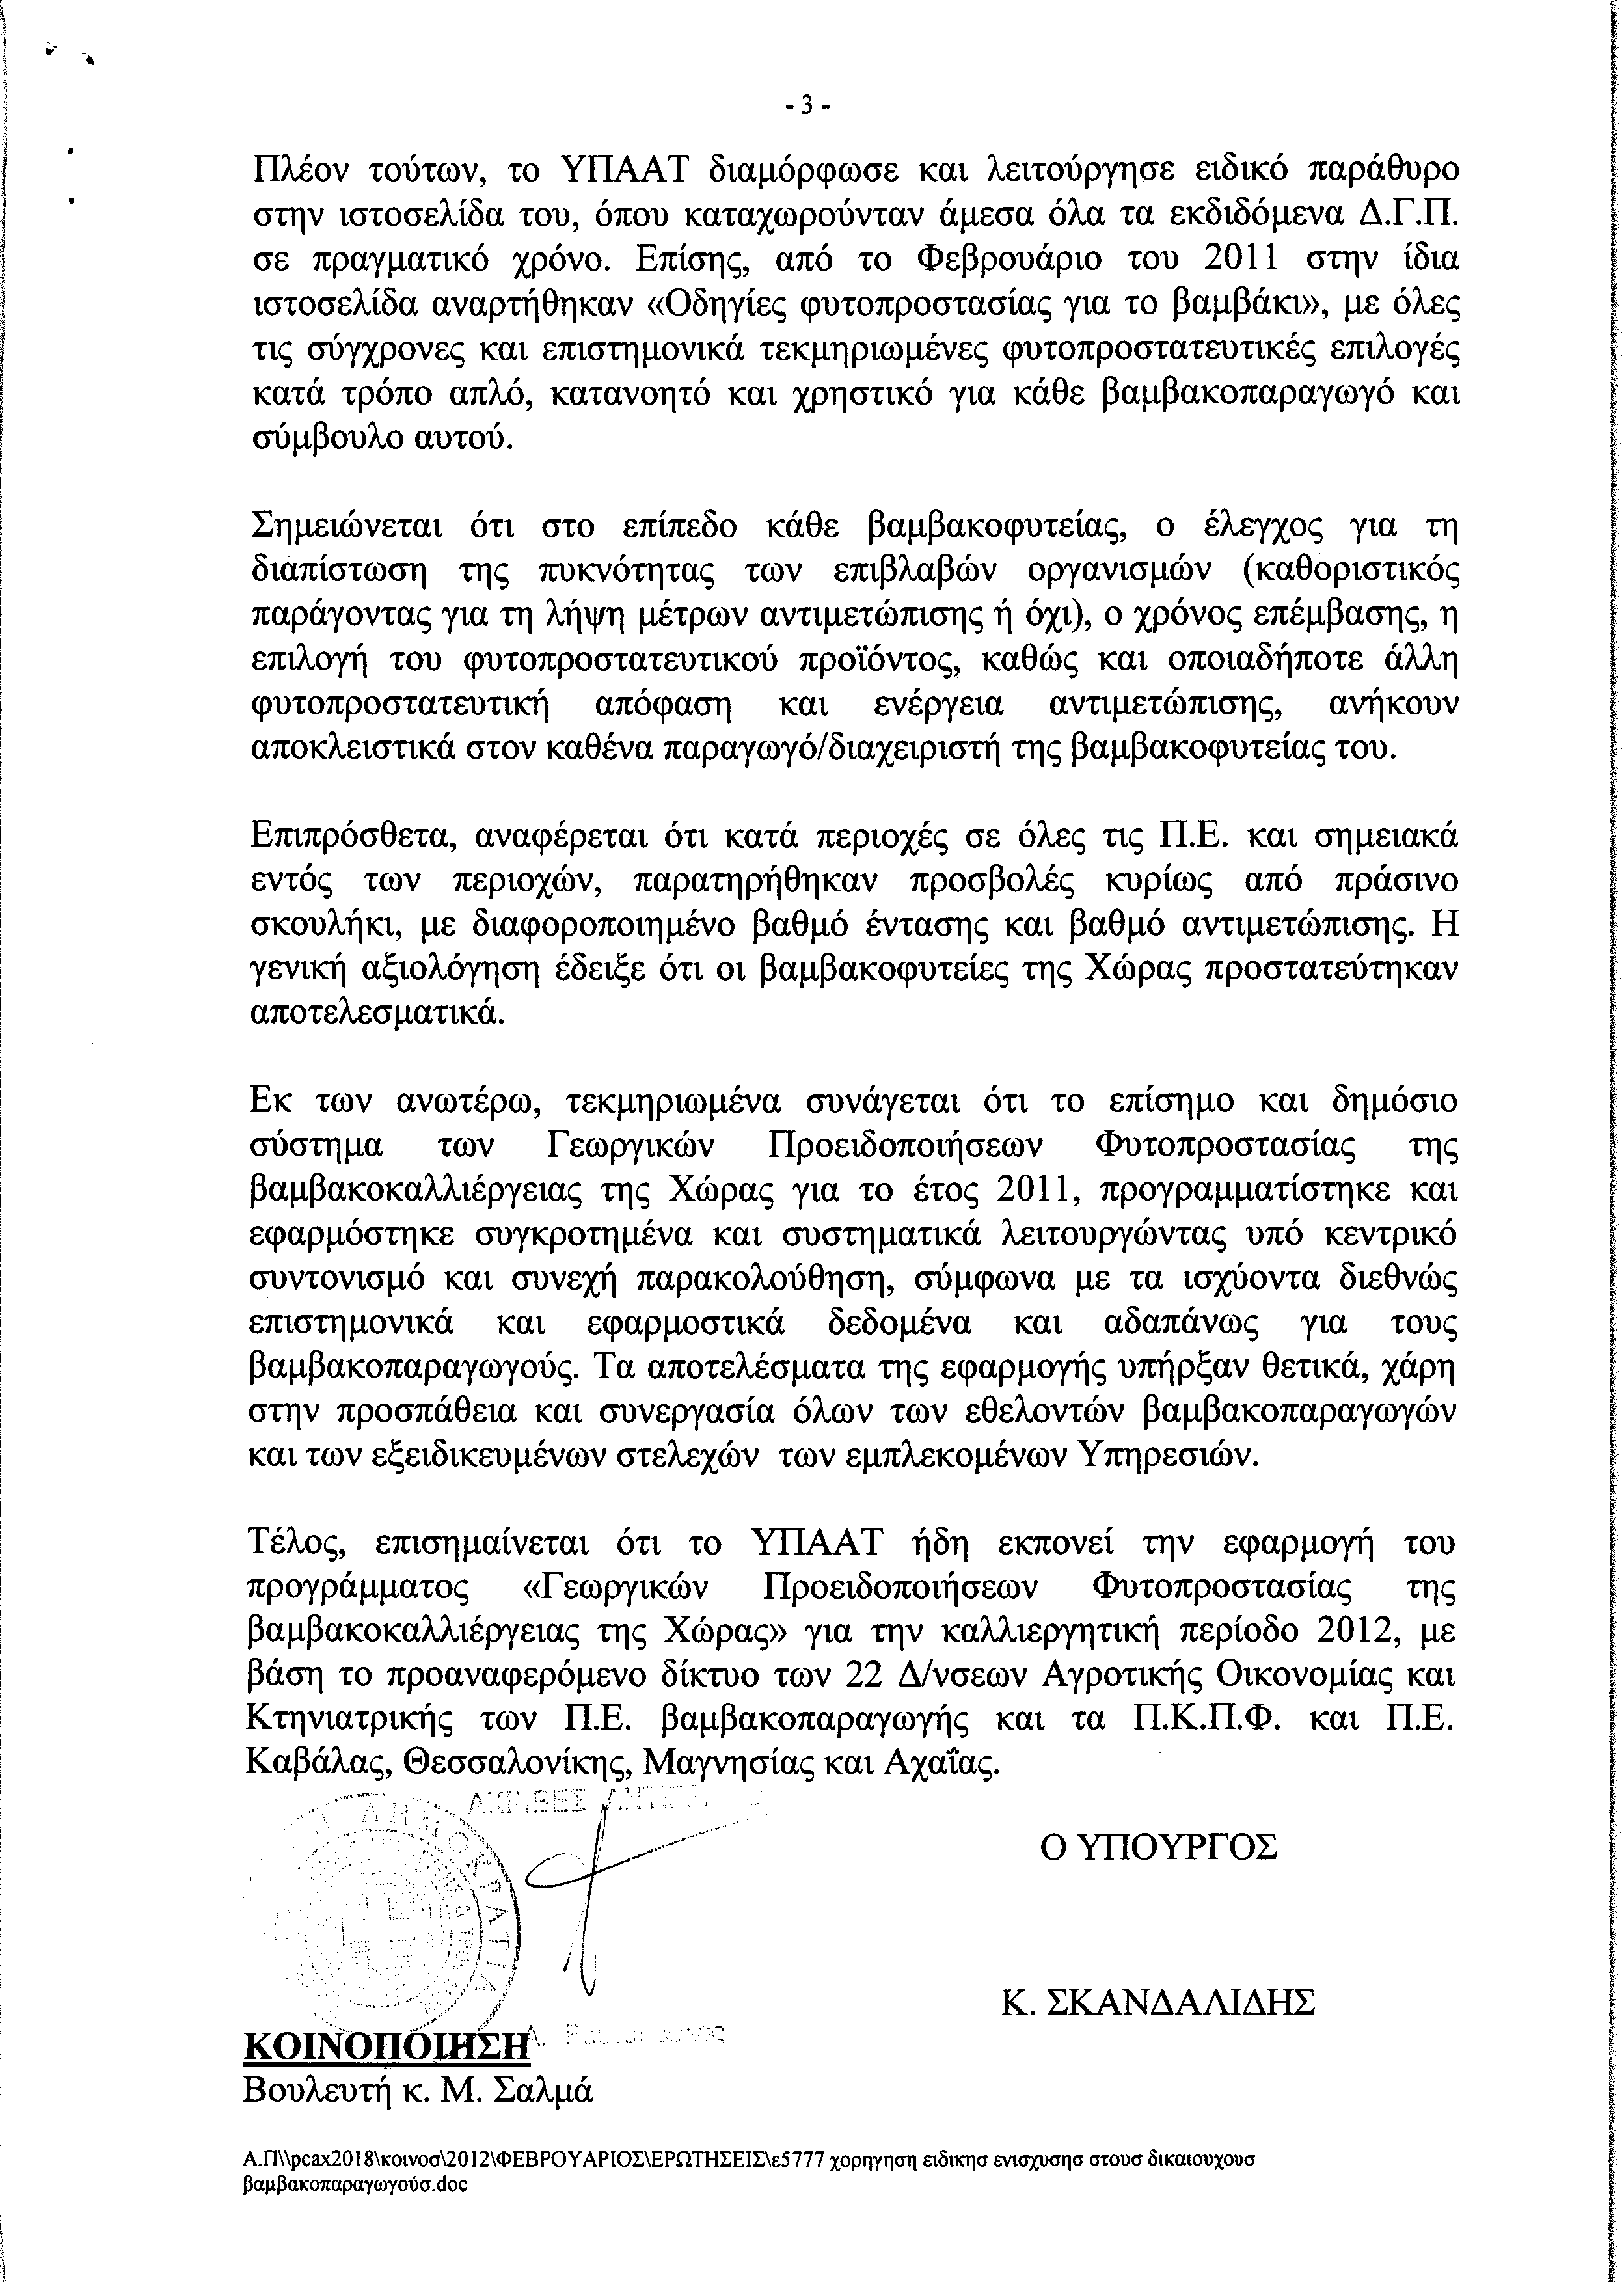 - 3 -
Πλέον τούτων, το ΥΠΑΑΤ διαμόρφωσε και λειτούργησε ειδικό παράθυρο
στην ιστοσελίδα του, όπου καταχωρούνταν άμεσα όλα τα εκδιδόμενα Δ.Γ.Π.
σε πραγματικό χρόνο. Επίσης, από το Φεβρουάριο του 2011 στην ίδια
ιστοσελίδα αναρτήθηκαν «Οδηγίες φυτοπροστασίας για το βαμβάκι», με όλες
τις σύγχρονες και επιστημονικά τεκμηριωμένες φυτοπροστατευτικές επιλογές
κατά τρόπο απλό, κατανοητό και χρηστικό για κάθε βαμβακοπαραγωγό και
σύμβουλο αυτού.
Σημειώνεται ότι στο επίπεδο κάθε βαμβακοφυτείας, ο έλεγχος για τη
διαπίστωση της πυκνότητας των επιβλαβών οργανισμών (καθοριστικός
παράγοντας για τη λήψη μέτρων αντιμετώπισης ή όχι), ο χρόνος επέμβασης, η
επιλογή του φυτοπροστατευτικού προϊόντος, καθώς και οποιαδήποτε άλλη
φυτοπροστατευτική απόφαση και ενέργεια αντιμετώπισης, ανήκουν
αποκλειστικά στον καθένα παραγωγό/διαχειριστή της βαμβακοφυτείας του.
Επιπρόσθετα, αναφέρεται ότι κατά περιοχές σε όλες τις Π.Ε. και σημειακά
εντός των περιοχών, παρατηρήθηκαν προσβολές κυρίως από πράσινο
σκουλήκι, με διαφοροποιημένο βαθμό έντασης και βαθμό αντιμετώπισης. Η
γενική αξιολόγηση έδειξε ότι οι βαμβακοφυτείες της Χώρας προστατεύτηκαν
αποτελεσματικά.
Εκ των ανωτέρω, τεκμηριωμένα συνάγεται ότι το επίσημο και δημόσιο
σύστημα των Γεωργικών Προειδοποιήσεων Φυτοπροστασίας της
βαμβακοκαλλιέργειας της Χώρας για το έτος 2011, προγραμματίστηκε και
εφαρμόστηκε συγκροτημένα και συστηματικά λειτουργώντας υπό κεντρικό
συντονισμό και συνεχή παρακολούθηση, σύμφωνα με τα ισχύοντα διεθνώς
επιστημονικά και εφαρμοστικά δεδομένα και αδαπάνως για τους
βαμβακοπαραγωγούς. Τα αποτελέσματα της εφαρμογής υπήρξαν θετικά, χάρη
στην προσπάθεια και συνεργασία όλων των εθελοντών βαμβακοπαραγωγών
και των εξειδικευμένων στελεχών των εμπλεκομένων Υπηρεσιών.
Τέλος, επισημαίνεται ότι το ΥΠΑΑΤ ήδη εκπονεί την εφαρμογή του
προγράμματος «Γεωργικών Προειδοποιήσεων Φυτοπροστασίας της
βαμβακοκαλλιέργειας της Χώρας» για την καλλιεργητική περίοδο 2012, με
βάση το προαναφερόμενο δίκτυο των 22 Δ/νσεων Αγροτικής Οικονομίας και
Κτηνιατρικής των Π.Ε. βαμβακοπαραγωγής και τα Π.Κ.Π.Φ. και Π.Ε.
Καβάλας, Θεσσαλονίκης, Μαγνησίας και Αχαΐας.
ΑΚΡΙΒΕΣ
Ο ΥΠΟΥΡΓΟΣ
Κ. ΣΚΑΝΔΑΛΙΔΗΣ
ΚΟΙΝΟΠΟΙΗΣΗ
Βουλευτή κ. Μ. Σαλμά
Α.Π\\pcax2018\κοινοσ\2012\ΦΕΒΡΟΥΑΡΙΟΣ\ΕΡΩΤΗΣΕΙΣ\ε5777 χορηγηση ειδικησ ενισχυσησ στουσ δικαιουχουσ
βαμβακοπαραγωγούσ.doc